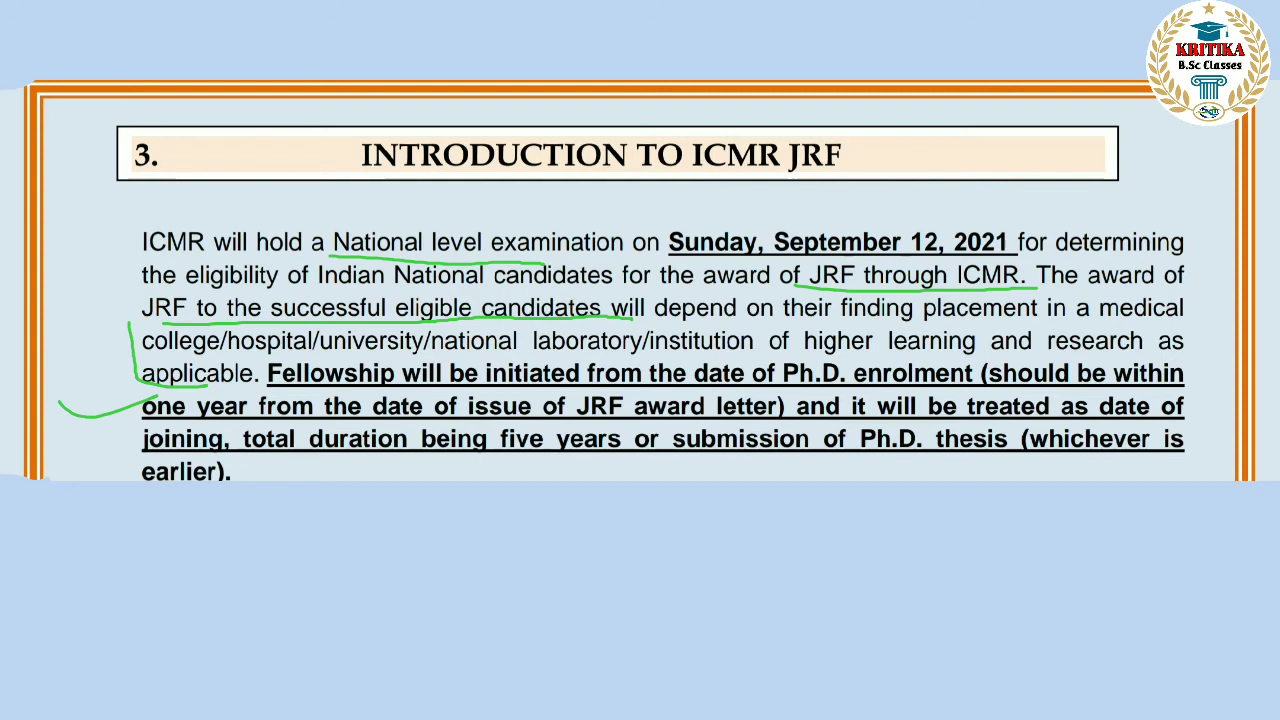 KRITIKA
B.Sc Classes
3. INTRODUCTION TO ICMR JRF
ICMR will hold a National level examination on Sunday, September 12, 2021 for determining
the eligibility of Indian National candidates for the award of JRF through ICMR. The award of
JRF to the successful eligible candidates will depend on their finding placement in a medical
college/hospital/university/national laboratory/institution of higher learning and research as
applicable. Fellowship will be initiated from the date of Ph.D. enrolment (should be within
one year from the date of issue of JRF award letter) and it will be treated as date of
joining, total duration being five years or submission of Ph.D. thesis (whichever is
earlier).